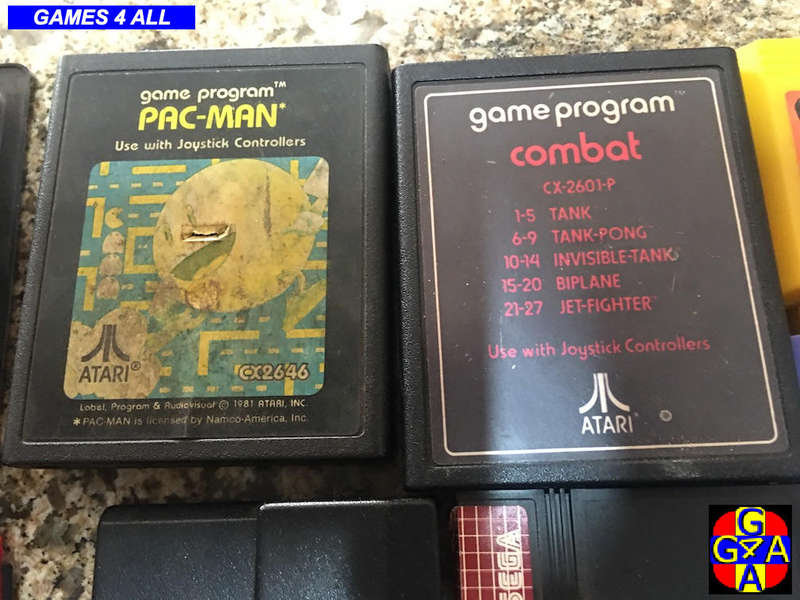 GAMES 4 ALL
game program™
PAC-MAN*
Use with Joystick Controllers
ATARI®
CX2646
Label, Program & Audiovisual © 1981 ATARI, INC.
*PAC-MAN is licensed by Namco-America, Inc.
game program™
combat
CX-2601-P
1-5 TANK
6-9 TANK-PONG
10-14 INVISIBLE-TANK
15-20 BIPLANE
21-27 JET-FIGHTER
Use with Joystick Controllers
ATARI
SEGA
G
G4A
A